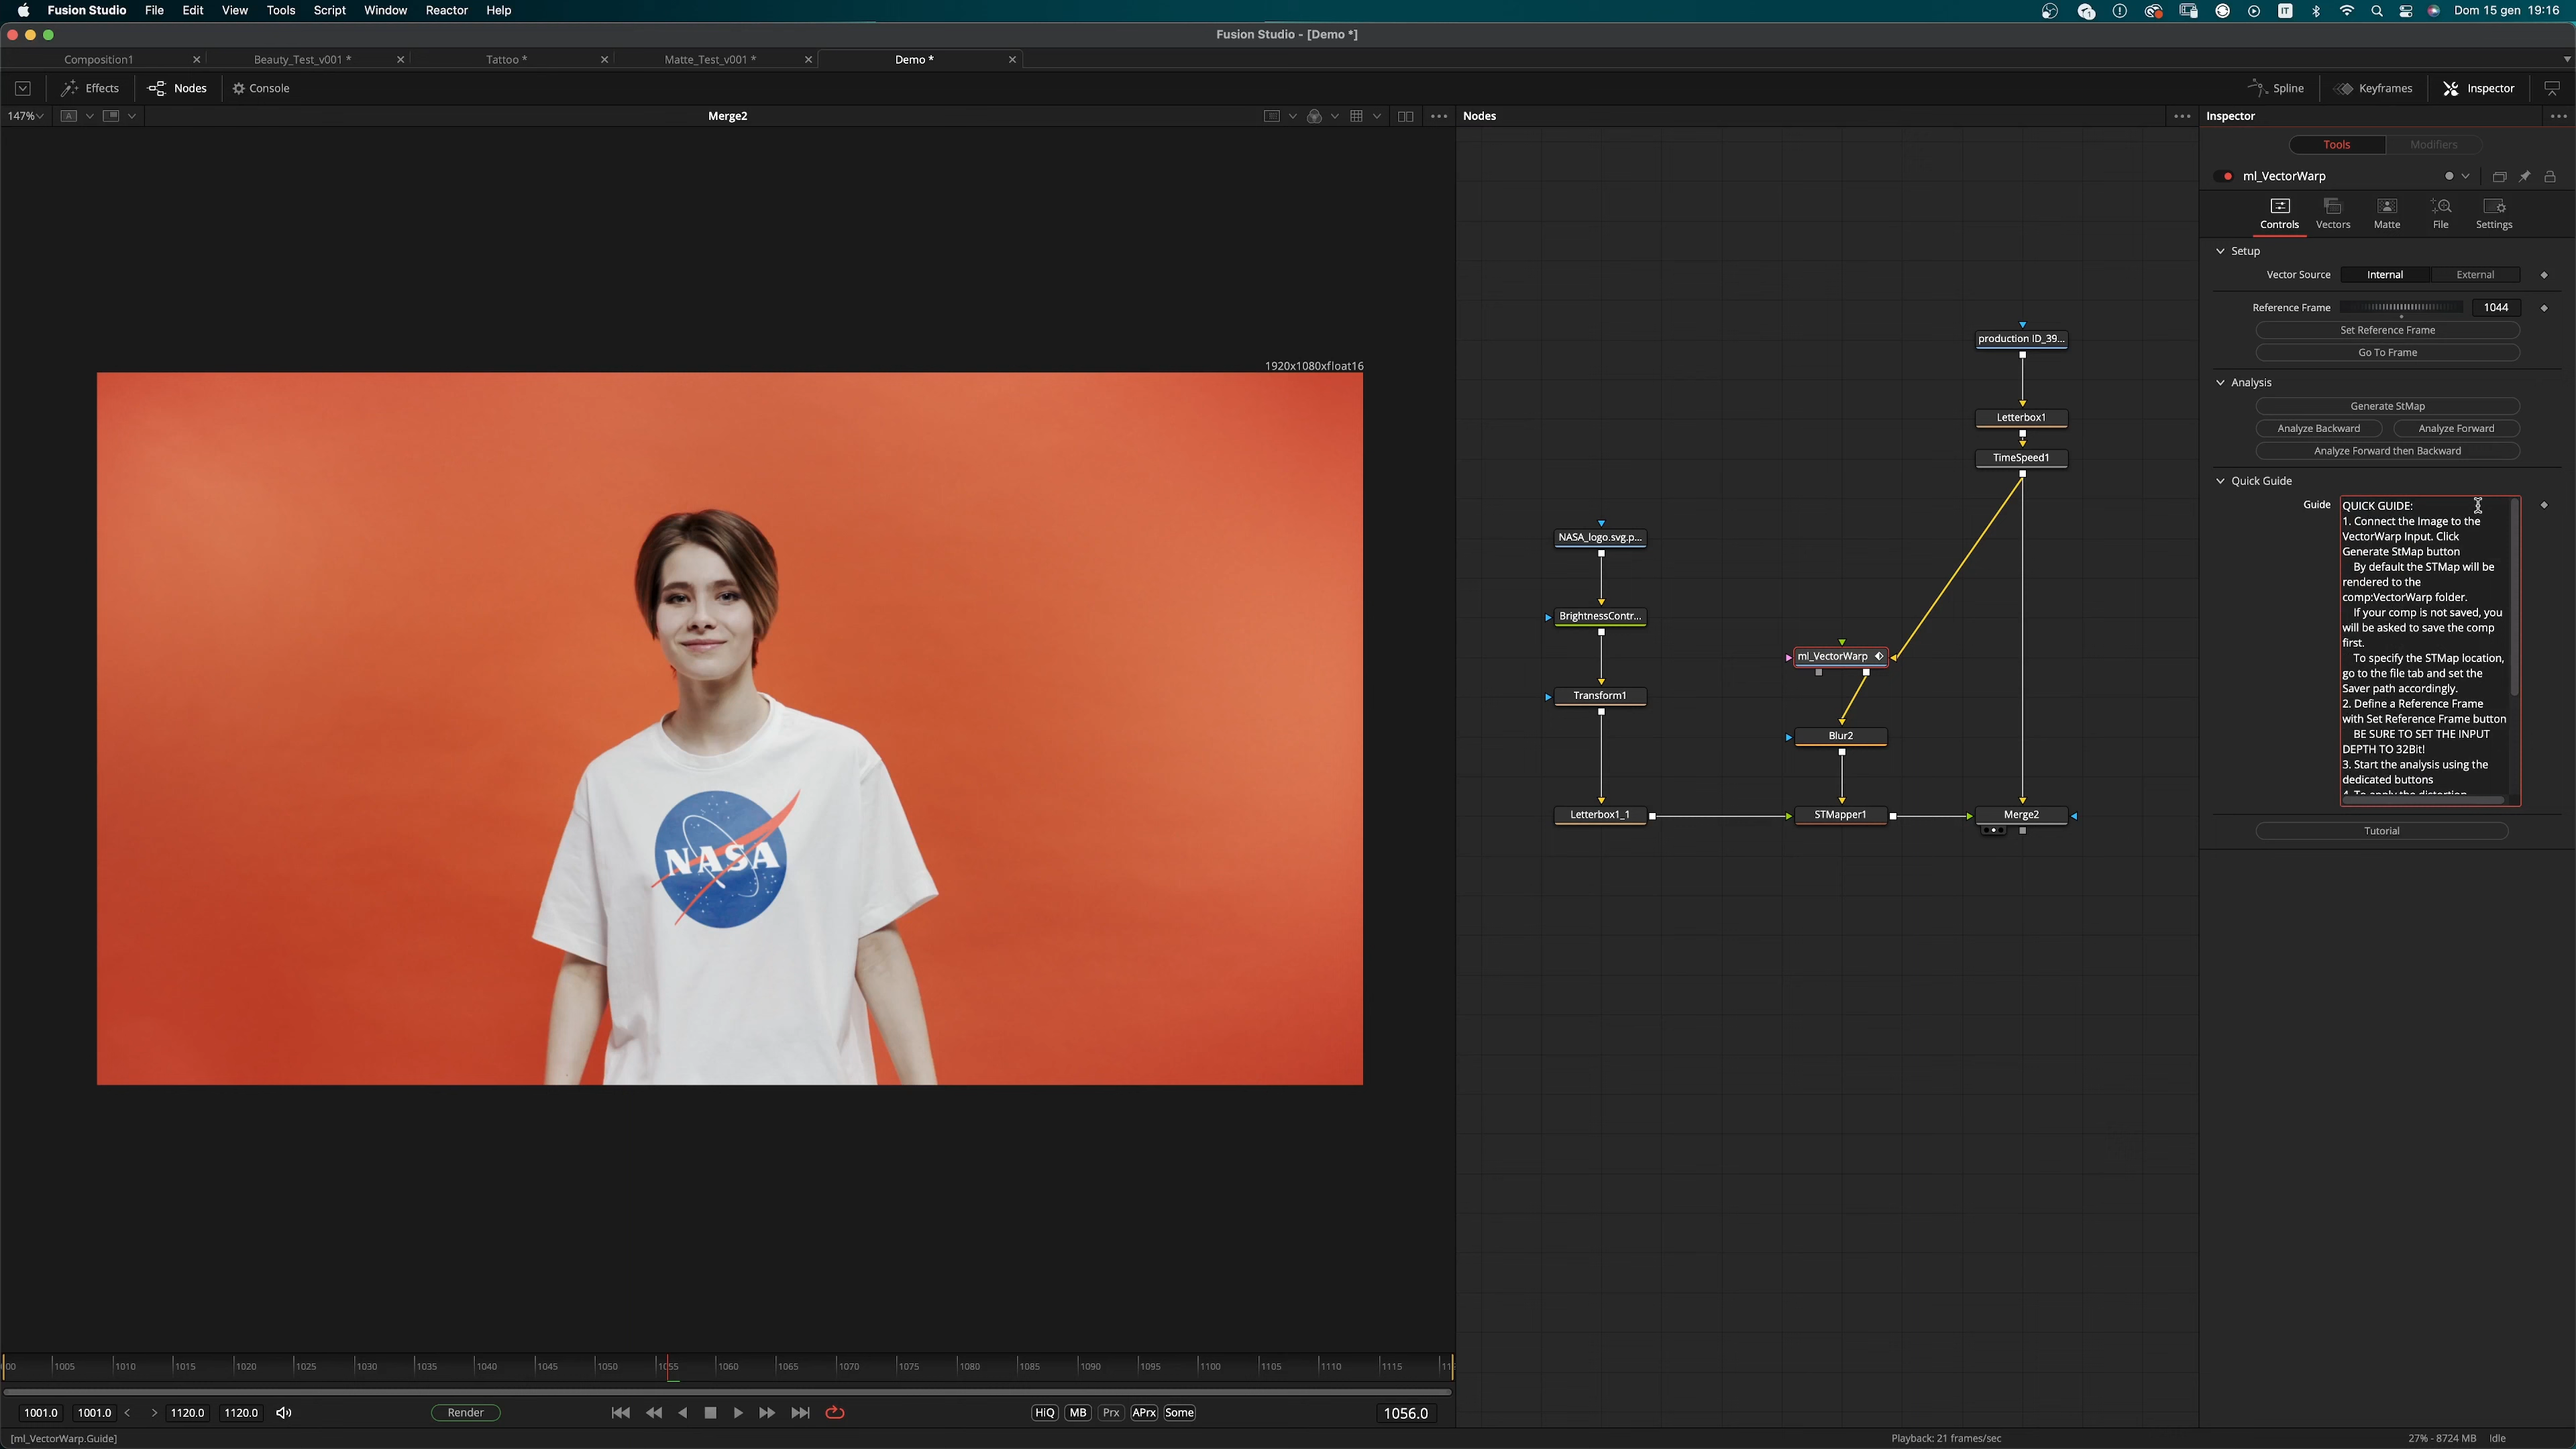 Fusion Studio File Edit View Tools Script Window Reactor Help
IT
Dom 15 gen 19:16
Fusion Studio - [Demo *]
Composition1
Beauty_Test_v001 *
Tattoo *
Matte_Test_v001 *
Demo *
Effects
Nodes
Console
Spline
Keyframes
Inspector
147%
A
Merge2
Nodes
Inspector
Tools
Modifiers
ml_VectorWarp
Controls
Vectors
Matte
File
Settings
Setup
Vector Source
Internal
External
Reference Frame
1044
Set Reference Frame
Go To Frame
Analysis
Generate StMap
Analyze Backward
Analyze Forward
Analyze Forward then Backward
Quick Guide
Guide
QUICK GUIDE:
1. Connect the Image to the
VectorWarp Input. Click
Generate StMap button
By default the STMap will be
rendered to the
comp:VectorWarp folder.
If your comp is not saved, you
will be asked to save the comp
first.
To specify the STMap location,
go to the file tab and set the
Saver path accordingly.
2. Define a Reference Frame
with Set Reference Frame button
BE SURE TO SET THE INPUT
DEPTH TO 32Bit!
3. Start the analysis using the
dedicated buttons
4. To apply the distortion
Tutorial
1920x1080xfloat16
NASA
production ID_39...
Letterbox1
TimeSpeed1
NASA_logo.svg.p...
BrightnessContr...
ml_VectorWarp
Transform1
Blur2
Letterbox1_1
STMapper1
Merge2
00 1005 1010 1015 1020 1025 1030 1035 1040 1045 1050 1055 1060 1065 1070 1075 1080 1085 1090 1095 1100 1105 1110 1115 11
1001.0
1001.0
1120.0
1120.0
Render
HiQ
MB
Prx
APrx
Some
1056.0
[ml_VectorWarp.Guide]
Playback: 21 frames/sec
27% - 8724 MB
Idle